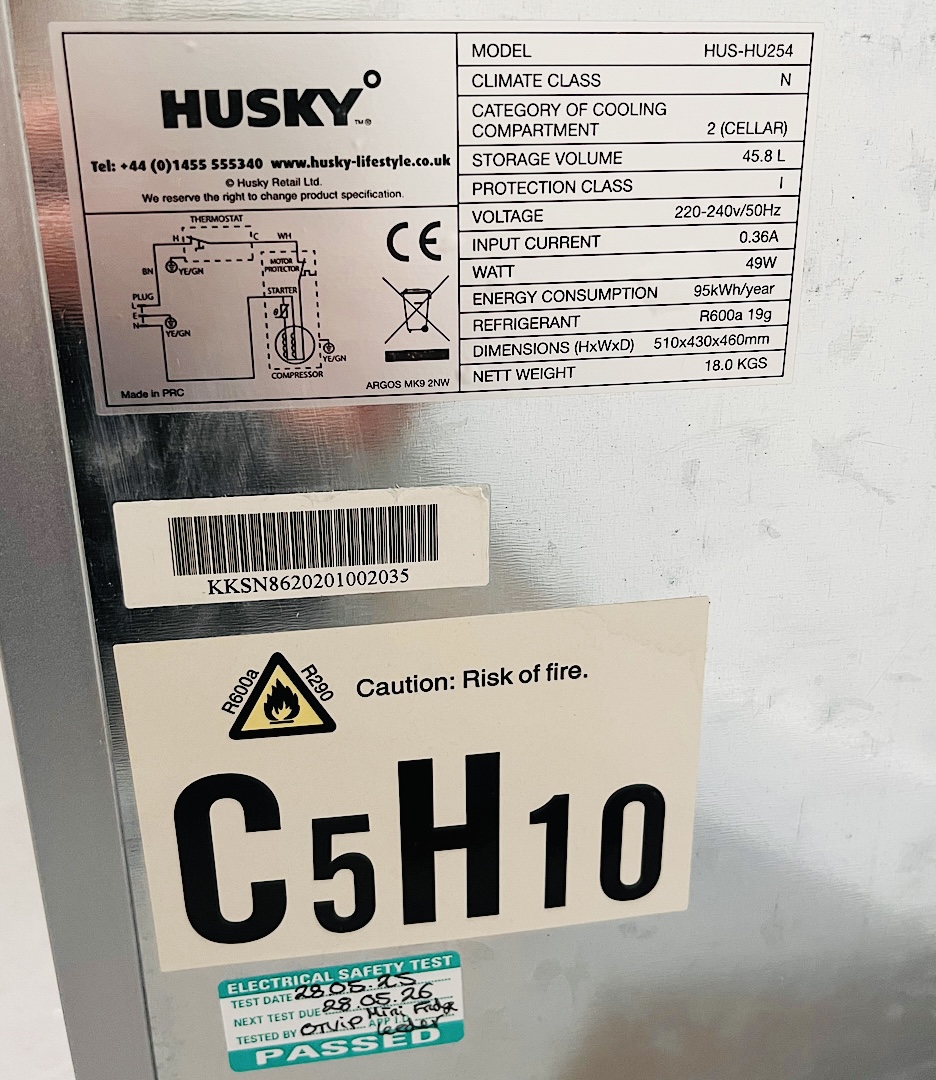 HUSKY
TM ®
Tel: +44 (0)1455 555340 www.husky-lifestyle.co.uk
© Husky Retail Ltd.
We reserve the right to change product specification.
THERMOSTAT
H C WH
MOTOR
PROTECTOR
BN YE/GN
STARTER
θ
PLUG
L
E
N
YE/GN
YE/GN
COMPRESSOR
CE
Made in PRC
ARGOS MK9 2NW
MODEL HUS-HU254
CLIMATE CLASS N
CATEGORY OF COOLING
COMPARTMENT 2 (CELLAR)
STORAGE VOLUME 45.8 L
PROTECTION CLASS I
VOLTAGE 220-240v/50Hz
INPUT CURRENT 0.36A
WATT 49W
ENERGY CONSUMPTION 95kWh/year
REFRIGERANT R600a 19g
DIMENSIONS (HxWxD) 510x430x460mm
NETT WEIGHT 18.0 KGS
KKSN8620201002035
R600a R290
Caution: Risk of fire.
C5H10
ELECTRICAL SAFETY TEST
TEST DATE 28.05.25
NEXT TEST DUE 28.05.26
TESTED BY OTVIP APP I.D. Mini Fridge
PASSED